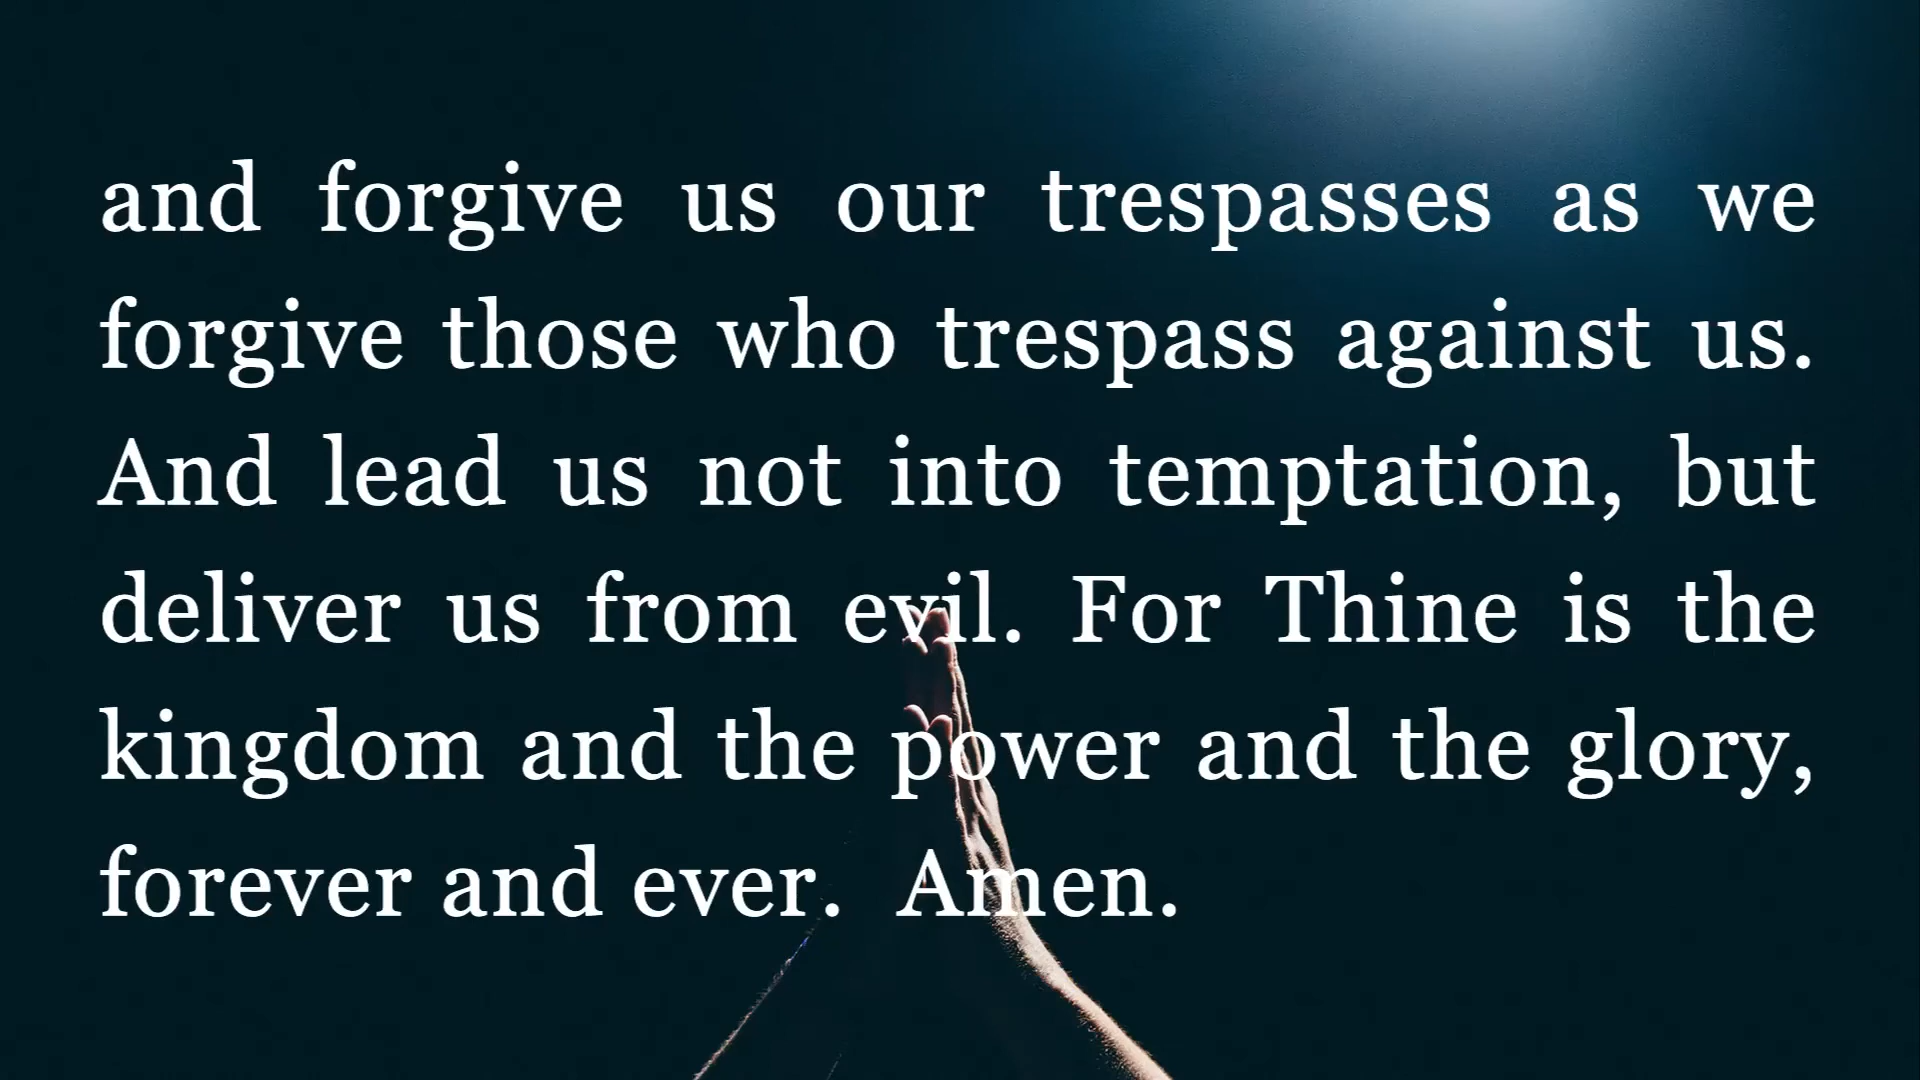 and forgive us our trespasses as we
forgive those who trespass against us.
And lead us not into temptation, but
deliver us from evil. For Thine is the
kingdom and the power and the glory,
forever and ever.  Amen.